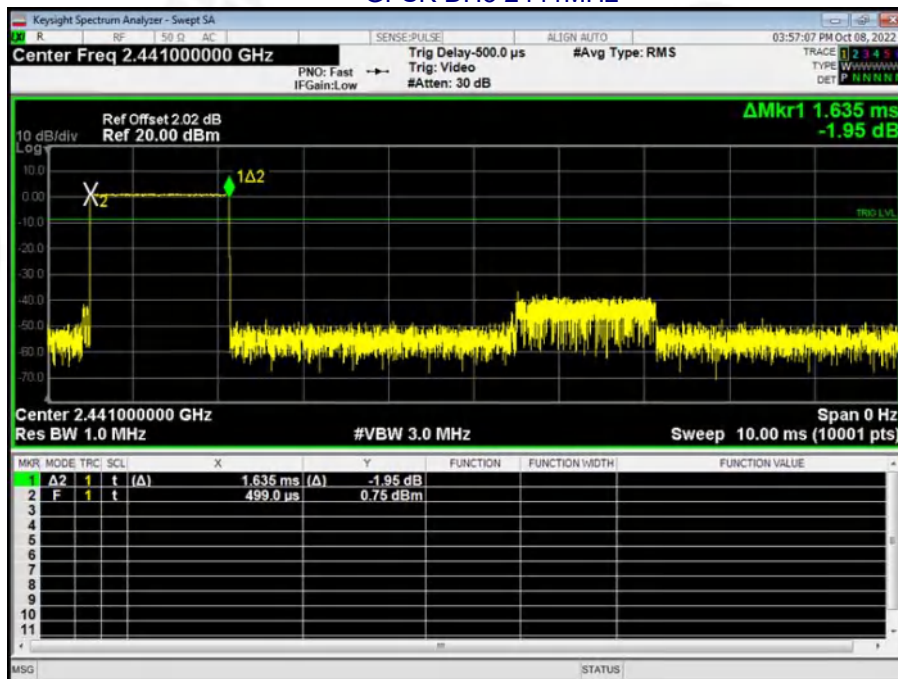 GFSK DH3 2441MHz
Keysight Spectrum Analyzer - Swept SA
R RF 50 Ω AC SENSE:PULSE ALIGN AUTO 03:57:07 PM Oct 08, 2022
Center Freq 2.441000000 GHz
PNO: Fast
IFGain:Low
Trig Delay-500.0 µs
Trig: Video
#Atten: 30 dB
#Avg Type: RMS
TRACE 1 2 3 4 5
TYPE W
DET P N N N N
ΔMkr1 1.635 ms
-1.95 dB
Ref Offset 2.02 dB
10 dB/div Ref 20.00 dBm
Log
10.0
0.00
-10.0
-20.0
-30.0
-40.0
-50.0
-60.0
-70.0
X2
1Δ2
TRIG LVL
Center 2.441000000 GHz Span 0 Hz
Res BW 1.0 MHz #VBW 3.0 MHz Sweep 10.00 ms (10001 pts)
MKR MODE TRC SCL X Y FUNCTION FUNCTION WIDTH FUNCTION VALUE
1 Δ2 1 t (Δ) 1.635 ms (Δ) -1.95 dB
2 F 1 t 499.0 µs 0.75 dBm
3
4
5
6
7
8
9
10
11
MSG STATUS